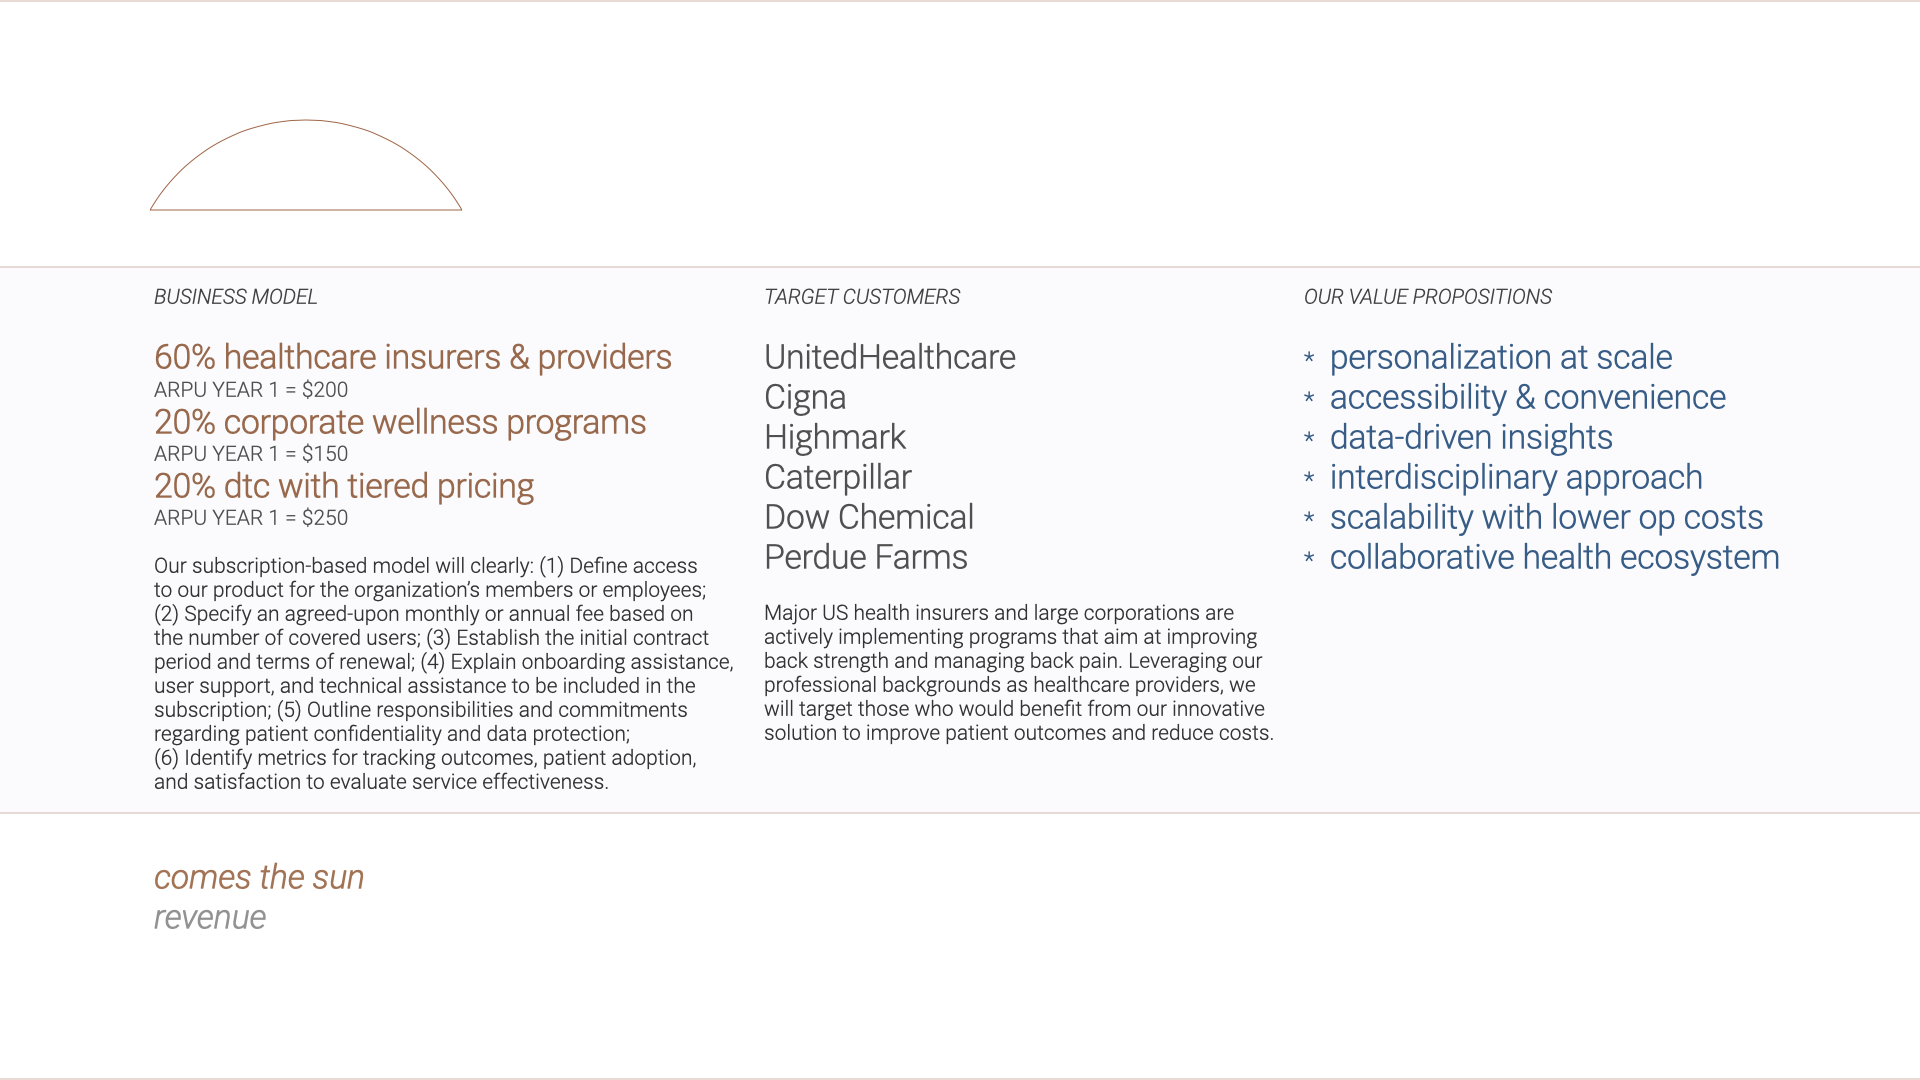 BUSINESS MODEL
60% healthcare insurers & providers
ARPU YEAR 1 = $200
20% corporate wellness programs
ARPU YEAR 1 = $150
20% dtc with tiered pricing
ARPU YEAR 1 = $250
Our subscription-based model will clearly: (1) Define access
to our product for the organization’s members or employees;
(2) Specify an agreed-upon monthly or annual fee based on
the number of covered users; (3) Establish the initial contract
period and terms of renewal; (4) Explain onboarding assistance,
user support, and technical assistance to be included in the
subscription; (5) Outline responsibilities and commitments
regarding patient confidentiality and data protection;
(6) Identify metrics for tracking outcomes, patient adoption,
and satisfaction to evaluate service effectiveness.
TARGET CUSTOMERS
UnitedHealthcare
Cigna
Highmark
Caterpillar
Dow Chemical
Perdue Farms
Major US health insurers and large corporations are
actively implementing programs that aim at improving
back strength and managing back pain. Leveraging our
professional backgrounds as healthcare providers, we
will target those who would benefit from our innovative
solution to improve patient outcomes and reduce costs.
OUR VALUE PROPOSITIONS
* personalization at scale
* accessibility & convenience
* data-driven insights
* interdisciplinary approach
* scalability with lower op costs
* collaborative health ecosystem
comes the sun
revenue